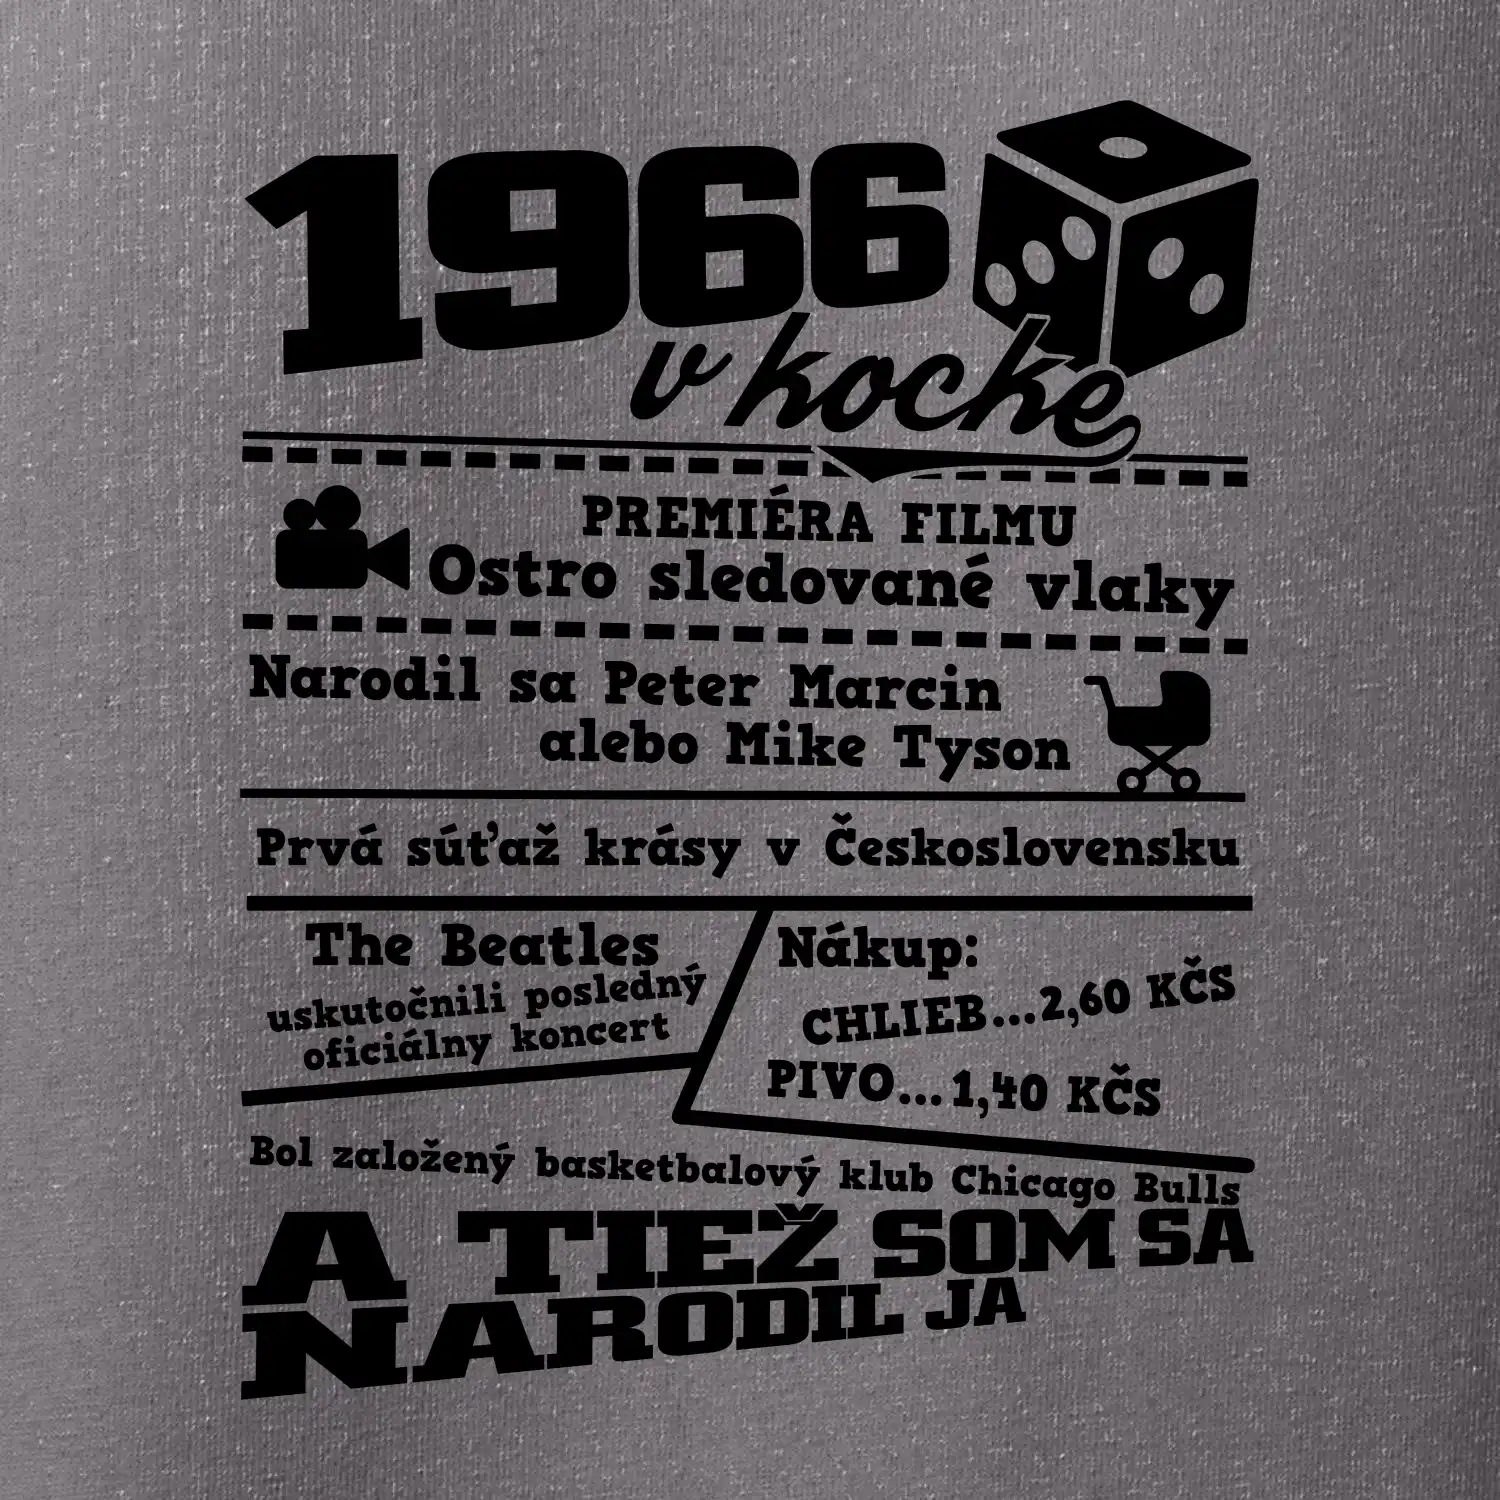 1966
v kocke
PREMIÉRA FILMU
Ostro sledované vlaky
Narodil sa Peter Marcin
alebo Mike Tyson
Prvá súťaž krásy v Československu
The Beatles
uskutočnili posledný
oficiálny koncert
Nákup:
CHLIEB...2,60 KČS
PIVO...1,40 KČS
Bol založený basketbalový klub Chicago Bulls
A TIEŽ SOM SA
NARODIL JA